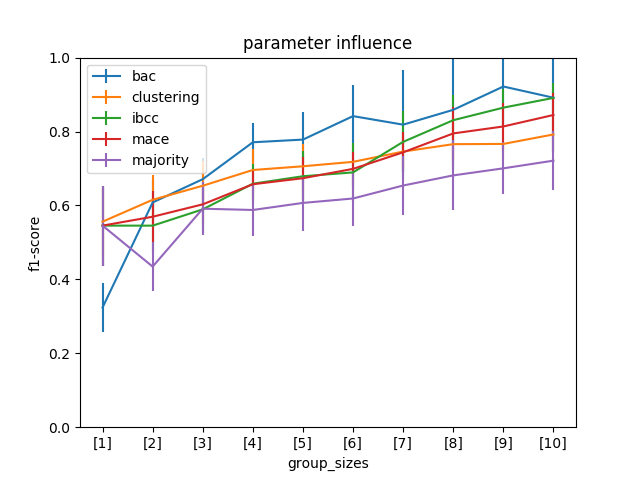 parameter influence
bac
clustering
ibcc
mace
majority
f1-score
1.0
0.8
0.6
0.4
0.2
0.0
[1] [2] [3] [4] [5] [6] [7] [8] [9] [10]
group_sizes